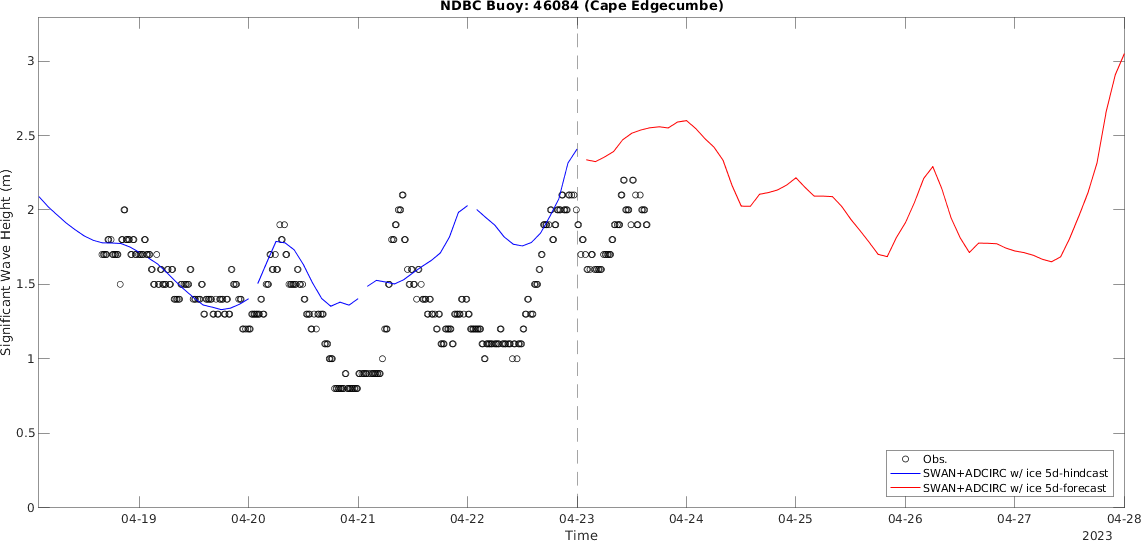 NDBC Buoy: 46084 (Cape Edgecumbe)
Significant Wave Height (m)
3
2.5
2
1.5
1
0.5
0
Obs.
SWAN+ADCIRC w/ ice 5d-hindcast
SWAN+ADCIRC w/ ice 5d-forecast
04-19 04-20 04-21 04-22 04-23 04-24 04-25 04-26 04-27 04-28
Time
2023